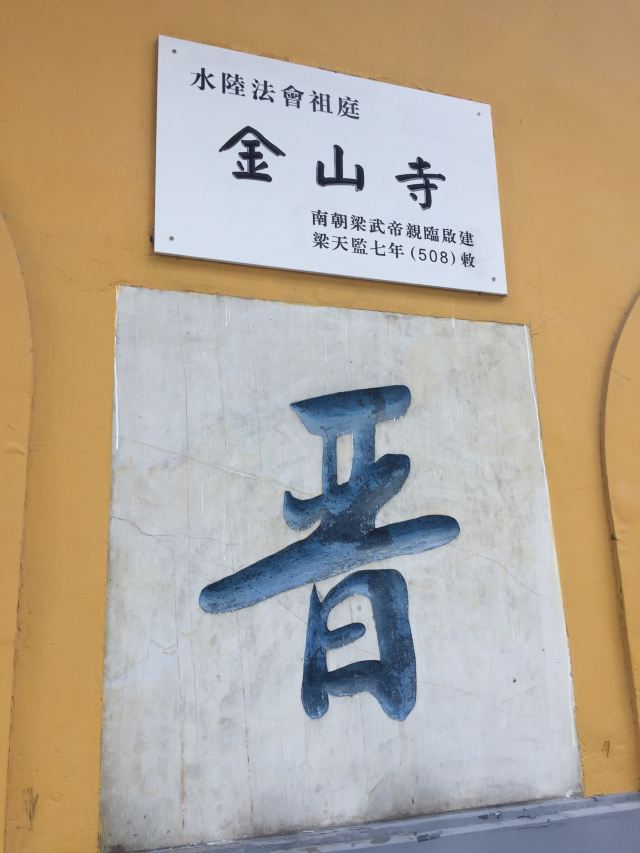 水陸法會祖庭
金山寺
南朝梁武帝親臨啟建
梁天監七年(508)敕
晋